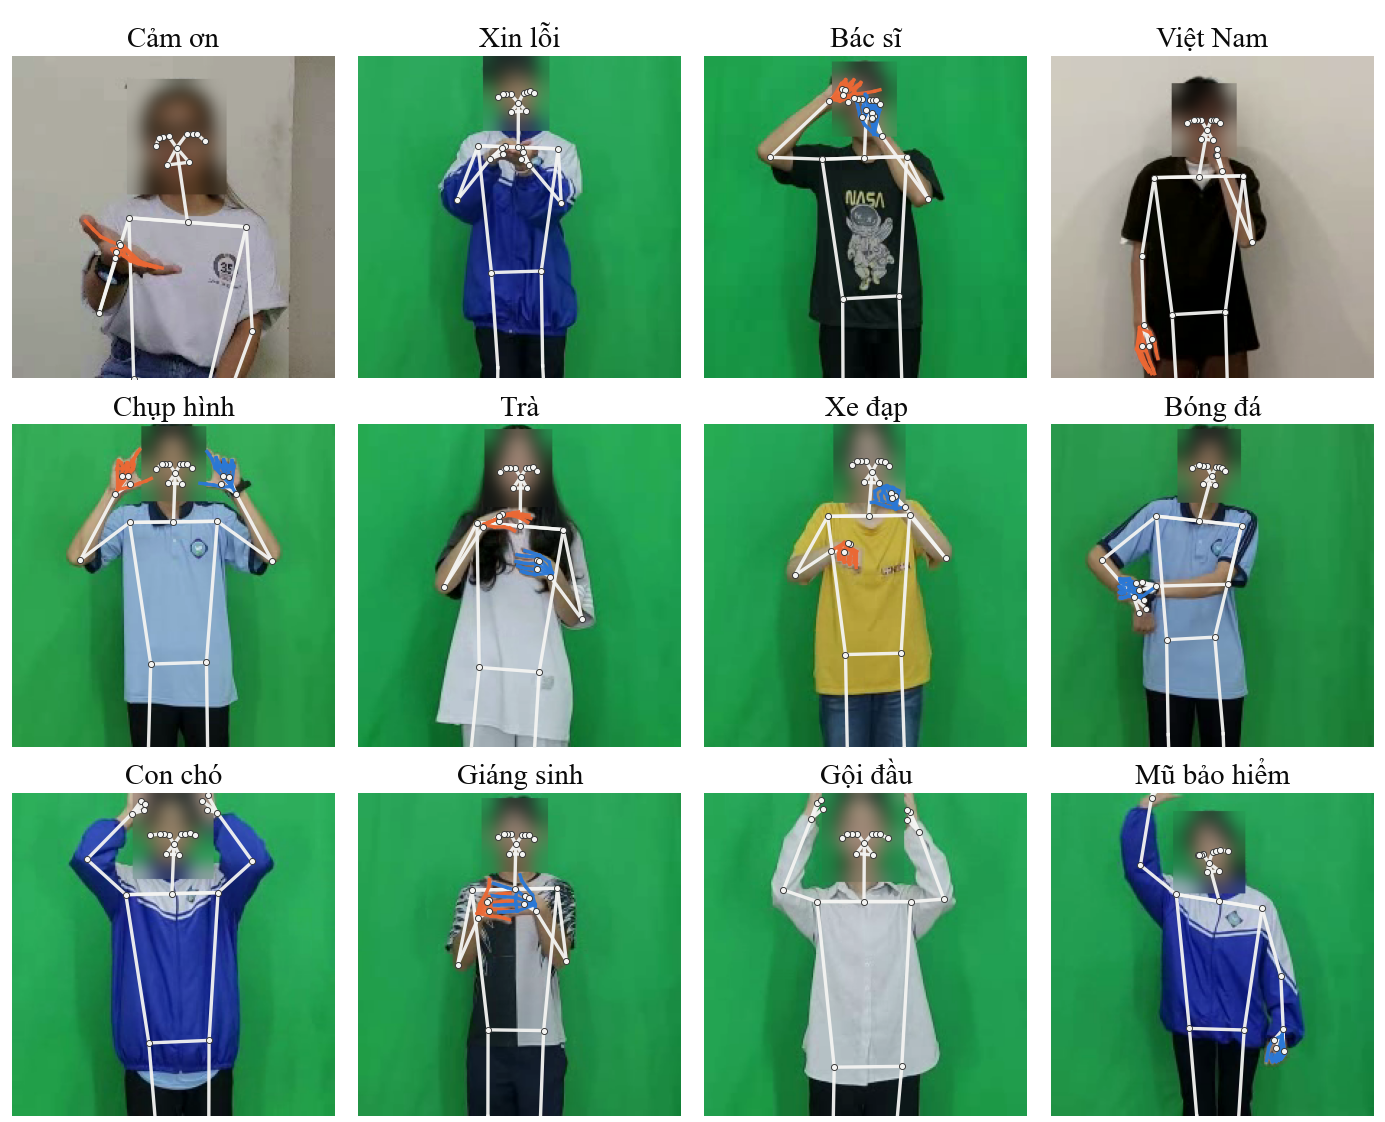 Cảm ơn
Xin lỗi
Bác sĩ
Việt Nam
35
NASA
Chụp hình
Trà
Xe đạp
Bóng đá
Con chó
Giáng sinh
Gội đầu
Mũ bảo hiểm